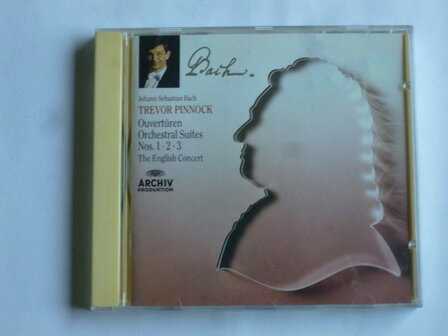 Bach.
Johann Sebastian Bach
TREVOR PINNOCK
Ouvertüren
Orchestral Suites
Nos. 1 · 2 · 3
The English Concert
ARCHIV
PRODUKTION